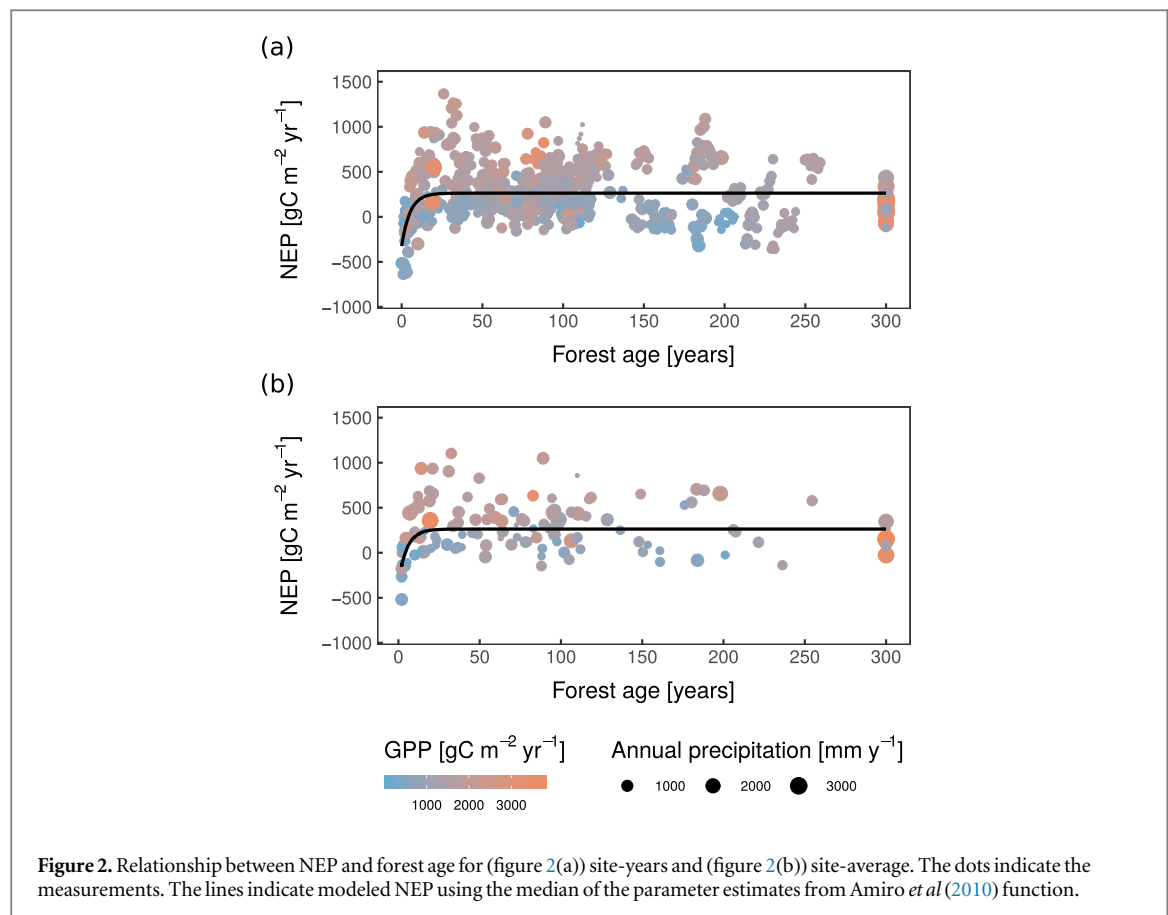 (a)
NEP [gC m−2 yr−1]
1500
1000
500
0
−500
−1000
0 50 100 150 200 250 300
Forest age [years]
(b)
NEP [gC m−2 yr−1]
1500
1000
500
0
−500
−1000
0 50 100 150 200 250 300
Forest age [years]
GPP [gC m−2 yr−1] Annual precipitation [mm y−1]
1000 2000 3000 1000 2000 3000
Figure 2. Relationship between NEP and forest age for (figure 2(a)) site-years and (figure 2(b)) site-average. The dots indicate the
measurements. The lines indicate modeled NEP using the median of the parameter estimates from Amiro et al (2010) function.